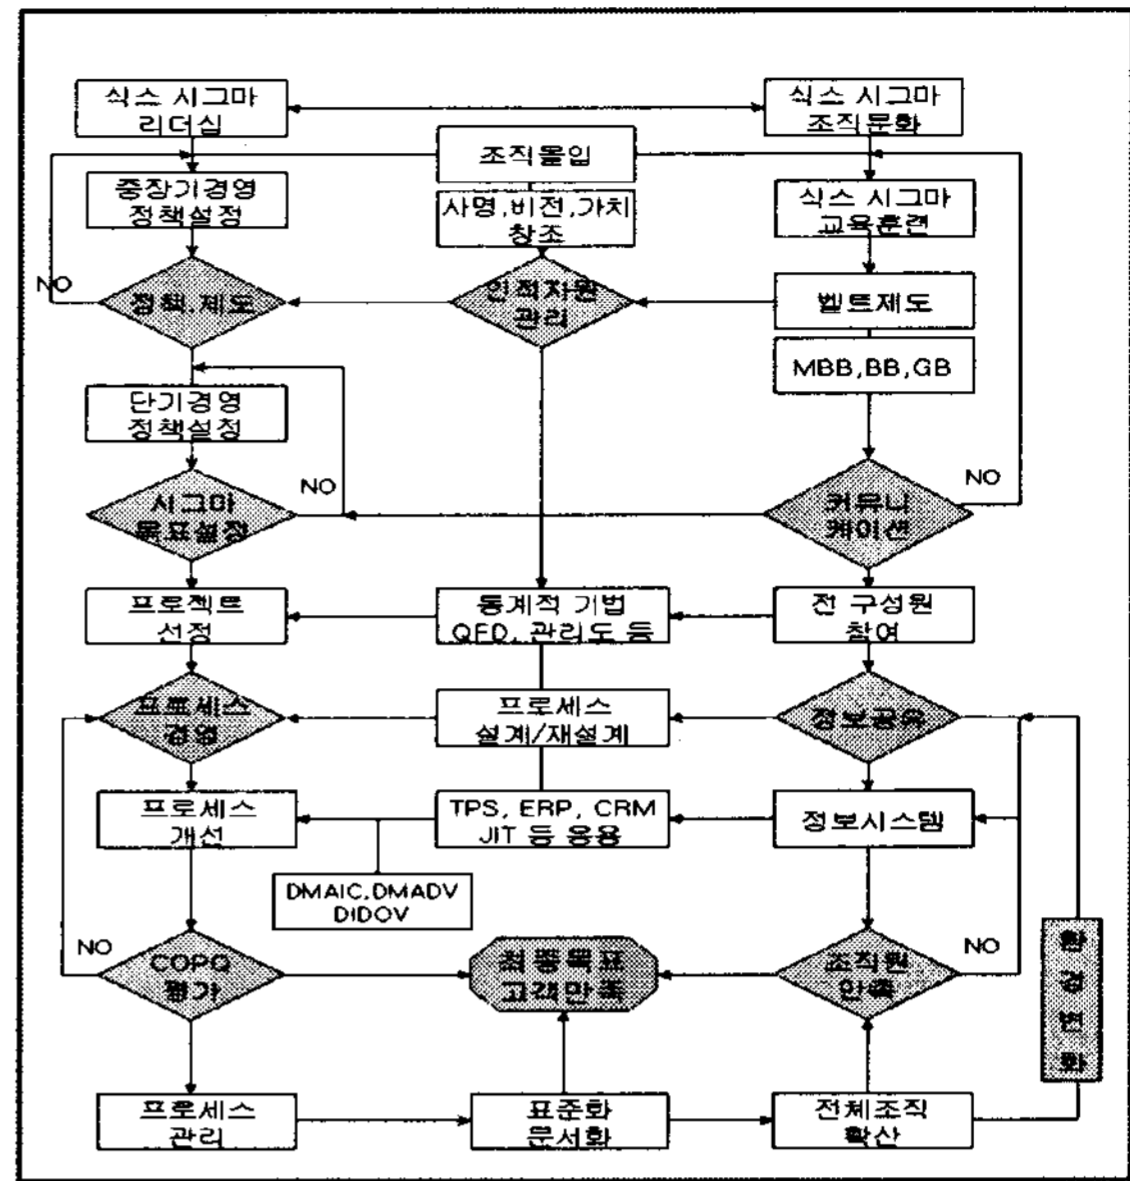 식스 시그마
리더십
식스 시그마
조직문화
조직몰입
중장기경영
정책설정
사명,비전,가치
창조
식스 시그마
교육훈련
NO
정책.제도
인적자원
관리
벨트제도
MBB,BB,GB
단기경영
정책설정
NO
NO
시그마
목표설정
커뮤니
케이션
프로젝트
선정
통계적 기법
QFD, 관리도 등
전 구성원
참여
프로세스
경영
프로세스
설계/재설계
정보공유
프로세스
개선
TPS, ERP, CRM
JIT 등 응용
정보시스템
DMAIC,DMADV
DIDOV
NO
COPQ
평가
최종목표
고객만족
조직원
만족
NO
환경변화
프로세스
관리
표준화
문서화
전체조직
확산